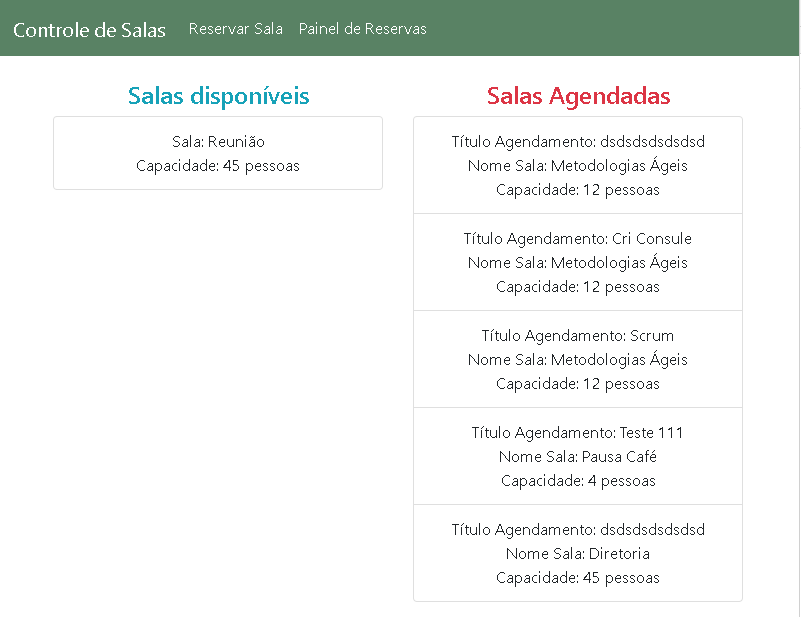 Controle de Salas Reservar Sala Painel de Reservas
Salas disponíveis
Sala: Reunião
Capacidade: 45 pessoas
Salas Agendadas
Título Agendamento: dsdsdsdsdsdsd
Nome Sala: Metodologias Ágeis
Capacidade: 12 pessoas
Título Agendamento: Cri Consule
Nome Sala: Metodologias Ágeis
Capacidade: 12 pessoas
Título Agendamento: Scrum
Nome Sala: Metodologias Ágeis
Capacidade: 12 pessoas
Título Agendamento: Teste 111
Nome Sala: Pausa Café
Capacidade: 4 pessoas
Título Agendamento: dsdsdsdsdsdsd
Nome Sala: Diretoria
Capacidade: 45 pessoas